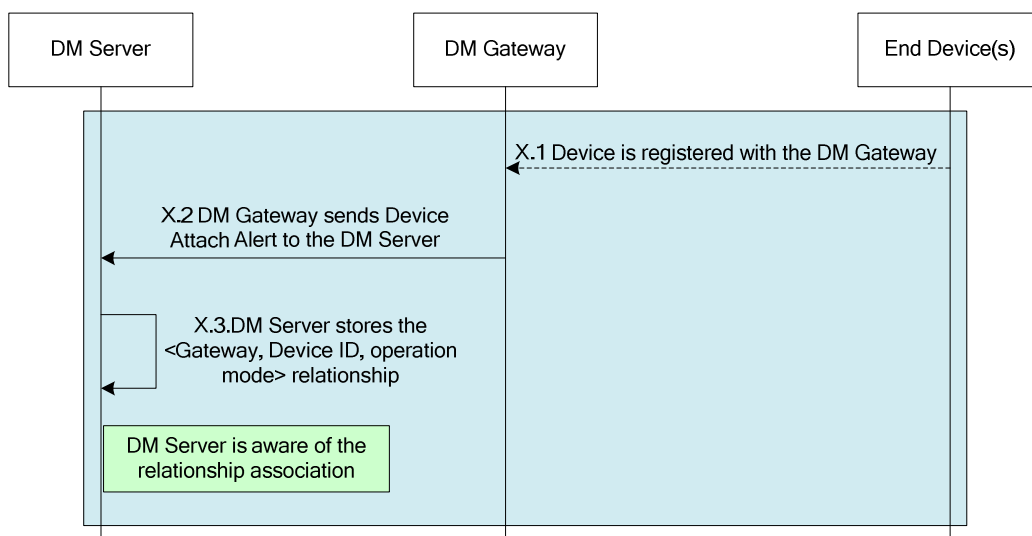 DM Server
DM Gateway
End Device(s)
X.1 Device is registered with the DM Gateway
X.2 DM Gateway sends Device
Attach Alert to the DM Server
X.3.DM Server stores the
<Gateway, Device ID, operation
mode> relationship
DM Server is aware of the
relationship association